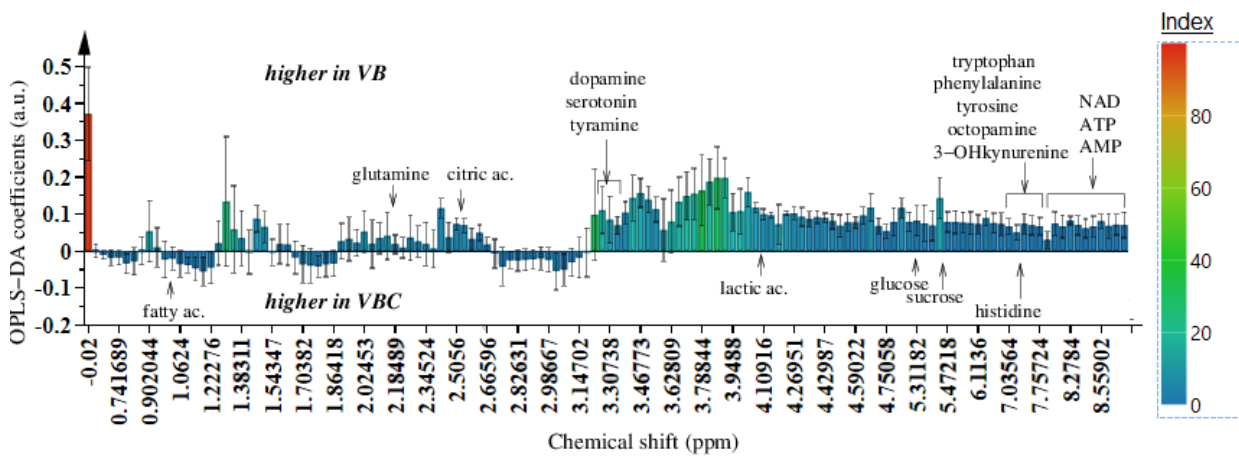 Index
OPLS−DA coefficients (a.u.)
0.5
0.4
0.3
0.2
0.1
0
-0.1
-0.2
higher in VB
higher in VBC
fatty ac.
glutamine
citric ac.
dopamine
serotonin
tyramine
lactic ac.
glucose
sucrose
histidine
tryptophan
phenylalanine
tyrosine
octopamine
3−OHkynurenine
NAD
ATP
AMP
80
60
40
20
0
-0.02
0.741689
0.902044
1.0624
1.22276
1.38311
1.54347
1.70382
1.86418
2.02453
2.18489
2.34524
2.5056
2.66596
2.82631
2.98667
3.14702
3.30738
3.46773
3.62809
3.78844
3.9488
4.10916
4.26951
4.42987
4.59022
4.75058
5.31182
5.47218
6.1136
7.03564
7.75724
8.2784
8.55902
Chemical shift (ppm)